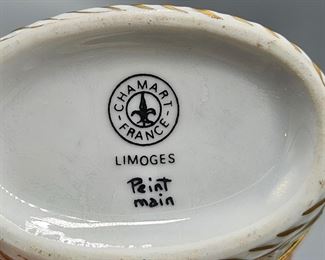 CHAMART
FRANCE
LIMOGES
Peint
main